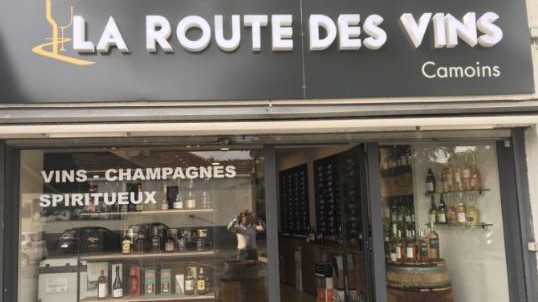 LA ROUTE DES VINS
Camoins
VINS - CHAMPAGNES
SPIRITUEUX